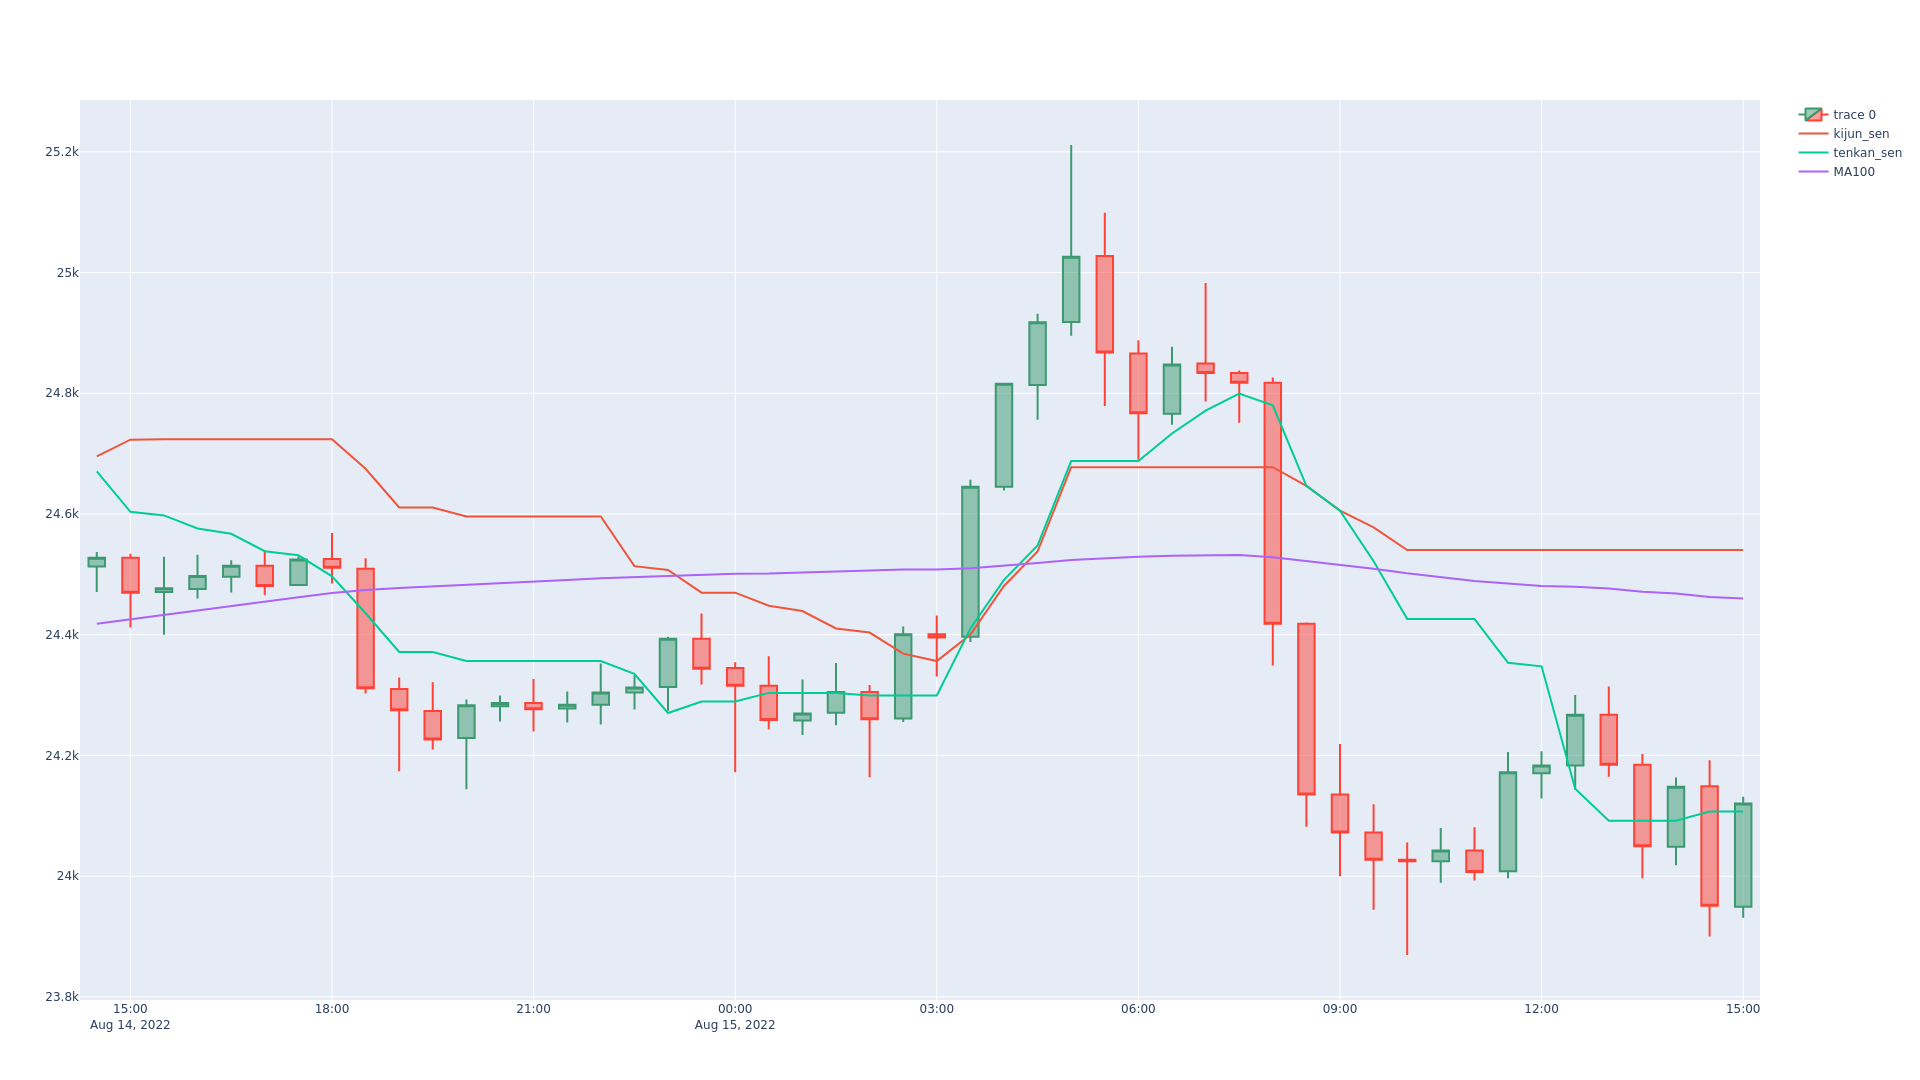 trace 0
kijun_sen
tenkan_sen
MA100
25.2k
25k
24.8k
24.6k
24.4k
24.2k
24k
23.8k
15:00 18:00 21:00 00:00 03:00 06:00 09:00 12:00 15:00
Aug 14, 2022 Aug 15, 2022